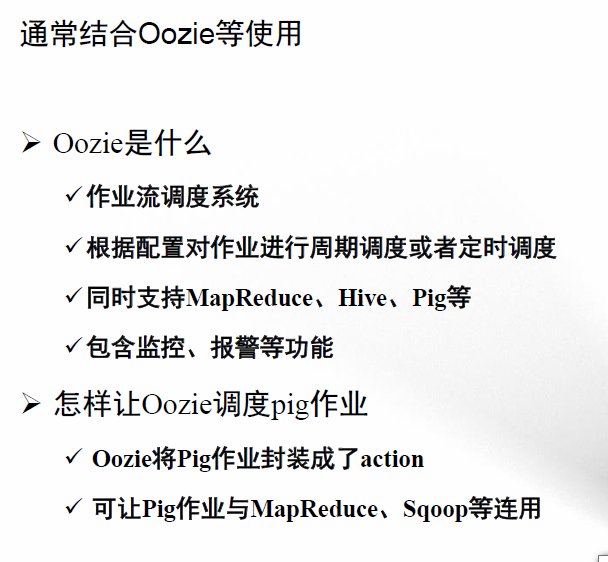 通常结合Oozie等使用
➢ Oozie是什么
✓作业流调度系统
✓根据配置对作业进行周期调度或者定时调度
✓同时支持MapReduce、Hive、Pig等
✓包含监控、报警等功能
➢ 怎样让Oozie调度pig作业
✓ Oozie将Pig作业封装成了action
✓ 可让Pig作业与MapReduce、Sqoop等连用